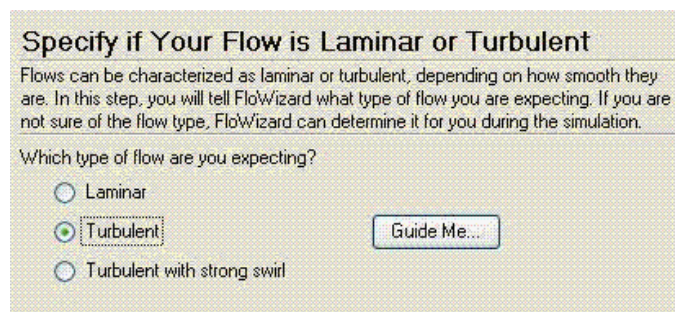 Specify if Your Flow is Laminar or Turbulent
Flows can be characterized as laminar or turbulent, depending on how smooth they
are. In this step, you will tell FloWizard what type of flow you are expecting. If you are
not sure of the flow type, FloWizard can determine it for you during the simulation.
Which type of flow are you expecting?
Laminar
Turbulent
Guide Me...
Turbulent with strong swirl